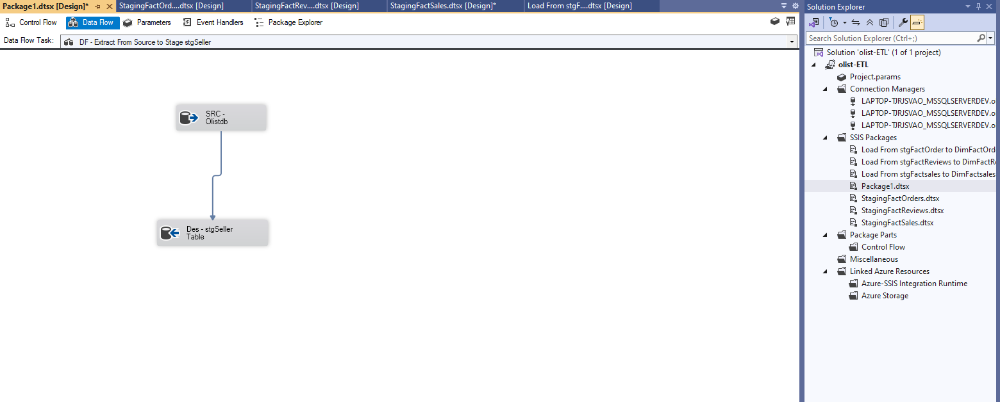 Package1.dtsx [Design]*
StagingFactOrd....dtsx [Design]
StagingFactRev....dtsx [Design]
StagingFactSales.dtsx [Design]*
Load From stgF....dtsx [Design]
Control Flow
Data Flow
Parameters
Event Handlers
Package Explorer
Data Flow Task:
DF - Extract From Source to Stage stgSeller
SRC -
Olistdb
Des - stgSeller
Table
Solution Explorer
Search Solution Explorer (Ctrl+;)
Solution 'olist-ETL' (1 of 1 project)
olist-ETL
Project.params
Connection Managers
LAPTOP-TJRJSVAO_MSSQLSERVERDEV.o
LAPTOP-TJRJSVAO_MSSQLSERVERDEV.o
LAPTOP-TJRJSVAO_MSSQLSERVERDEV.o
SSIS Packages
Load From stgFactOrder to DimFactOrd
Load From stgFactReviews to DimFactRe
Load From stgFactsales to DimFactsales
Package1.dtsx
StagingFactOrders.dtsx
StagingFactReviews.dtsx
StagingFactSales.dtsx
Package Parts
Control Flow
Miscellaneous
Linked Azure Resources
Azure-SSIS Integration Runtime
Azure Storage